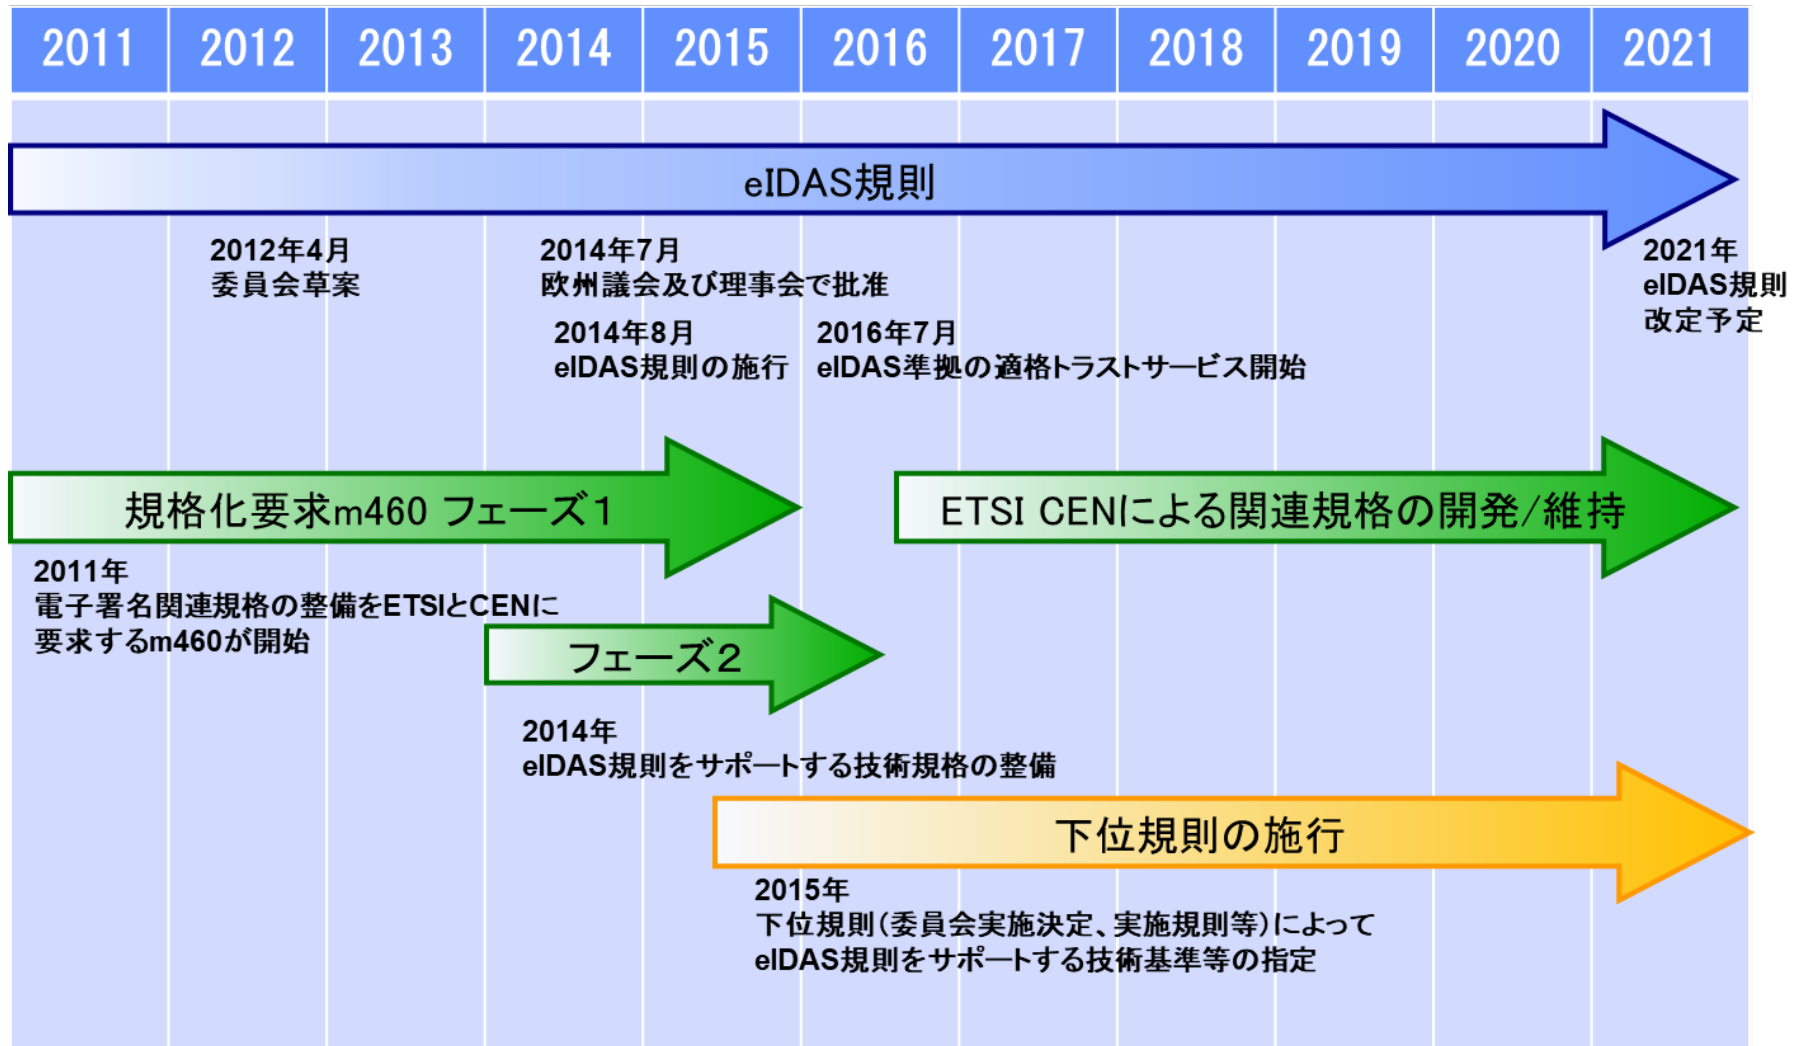 2011 2012 2013 2014 2015 2016 2017 2018 2019 2020 2021
eIDAS規則
2012年4月
委員会草案
2014年7月
欧州議会及び理事会で批准
2014年8月
eIDAS規則の施行
2016年7月
eIDAS準拠の適格トラストサービス開始
2021年
eIDAS規則
改定予定
規格化要求m460 フェーズ1
ETSI CENによる関連規格の開発/維持
2011年
電子署名関連規格の整備をETSIとCENに
要求するm460が開始
フェーズ2
2014年
eIDAS規則をサポートする技術規格の整備
下位規則の施行
2015年
下位規則(委員会実施決定、実施規則等)によって
eIDAS規則をサポートする技術基準等の指定